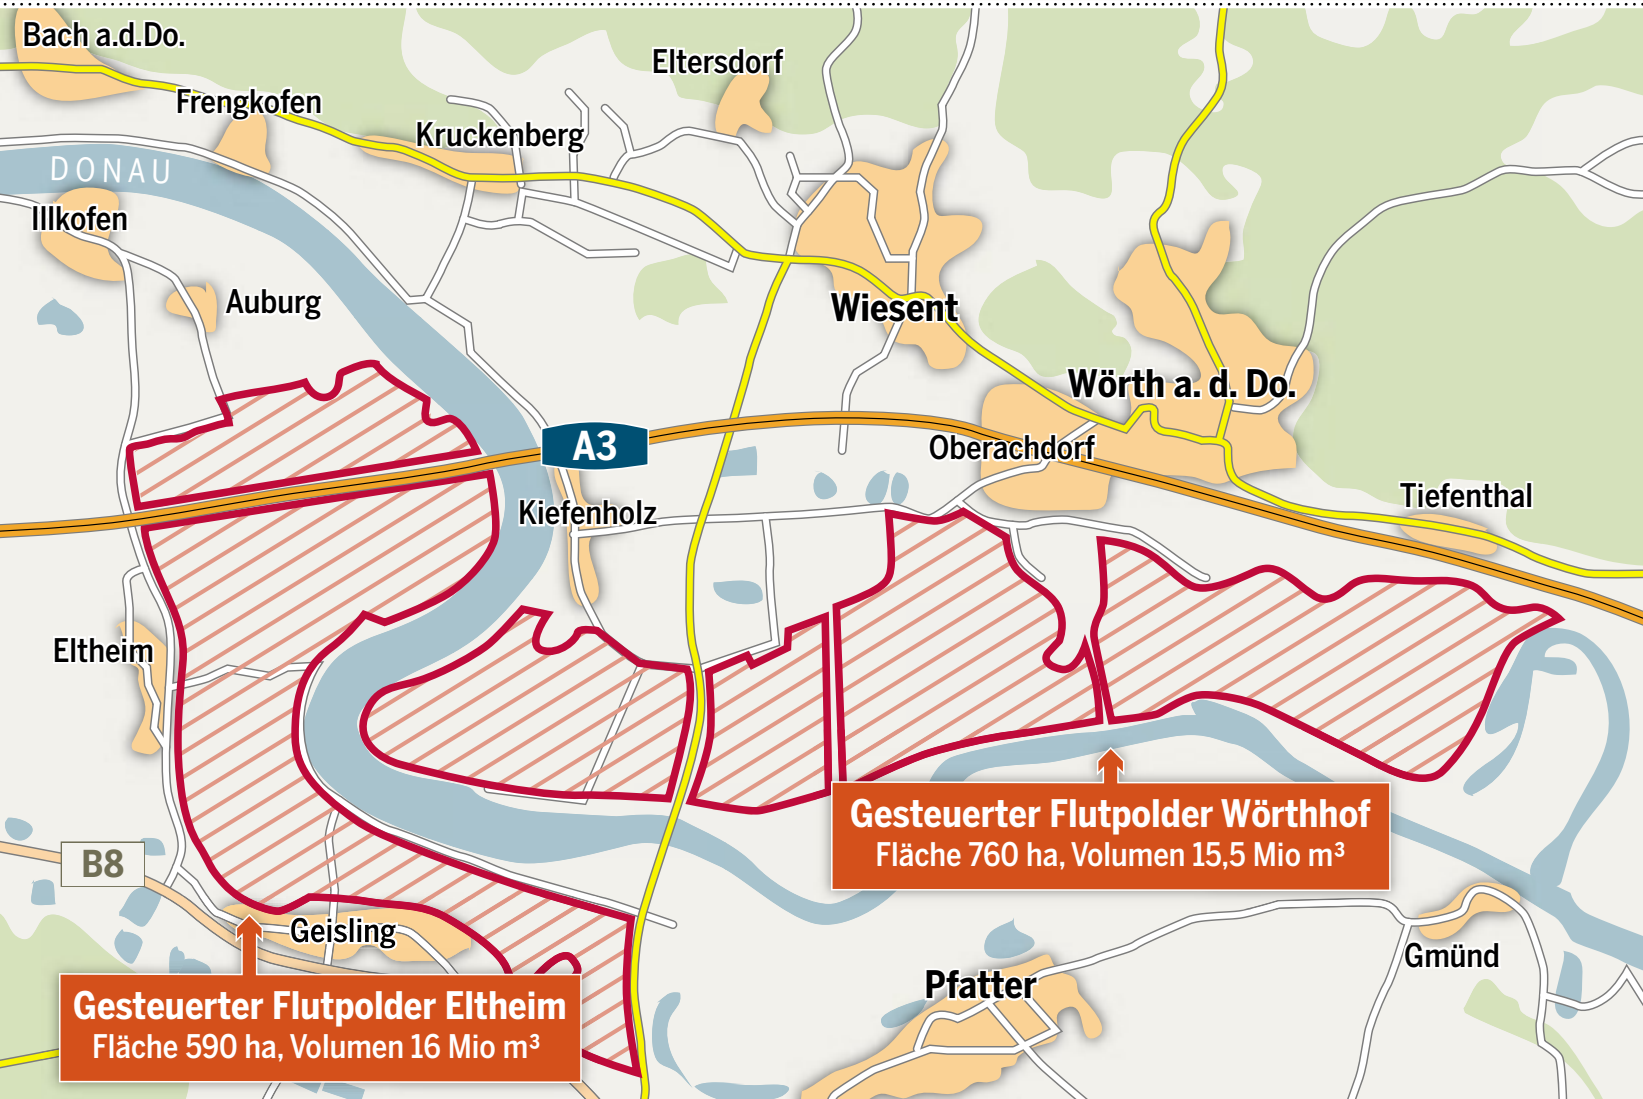 Bach a.d.Do.
Eltersdorf
Frengkofen
Kruckenberg
DONAU
Illkofen
Auburg
Wiesent
Wörth a. d. Do.
A3
Oberachdorf
Tiefenthal
Kiefenholz
Eltheim
Gesteuerter Flutpolder Wörthhof
Fläche 760 ha, Volumen 15,5 Mio m³
B8
Geisling
Gmünd
Pfatter
Gesteuerter Flutpolder Eltheim
Fläche 590 ha, Volumen 16 Mio m³